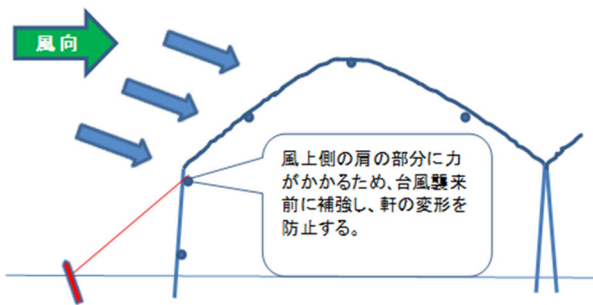 風向
風上側の肩の部分に力
がかかるため、台風襲来
前に補強し、軒の変形を
防止する。